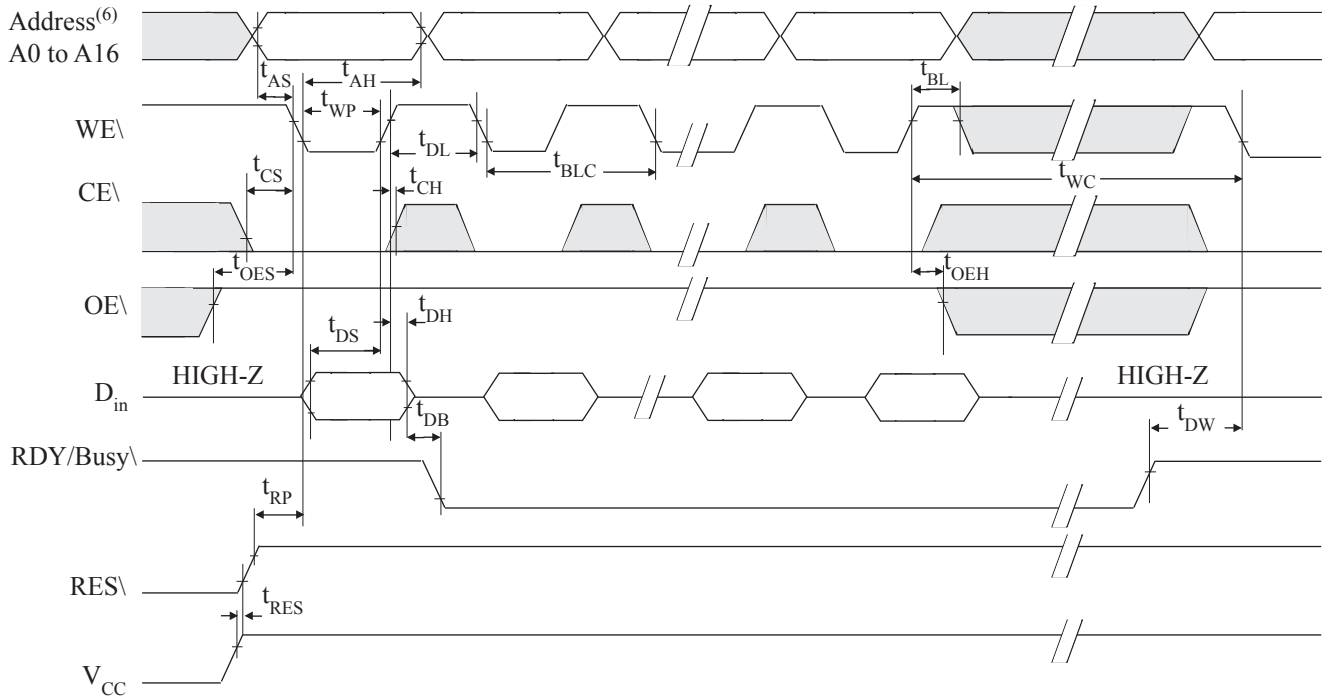 Address(6)
A0 to A16
tAS
tAH
tBL
tWP
WE\
tDL
tBLC
tWC
tCS
tCH
CE\
tOES
tOEH
OE\
tDH
tDS
HIGH-Z
HIGH-Z
Din
tDB
tDW
RDY/Busy\
tRP
RES\
tRES
VCC